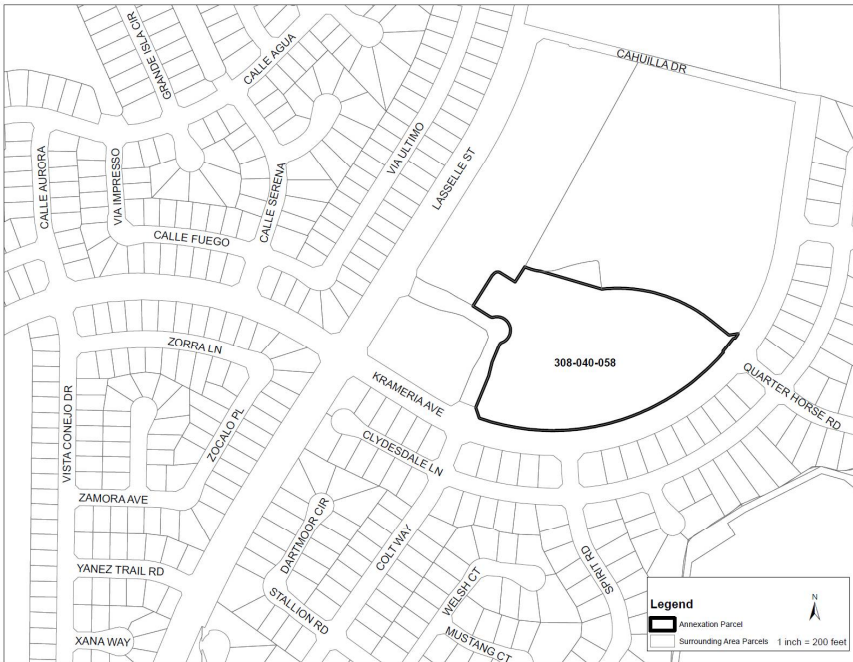 GRANDE ISLA CIR
CALLE AGUA
CAHUILLA DR
VIA ULTIMO
LASSELLE ST
CALLE AURORA
VIA IMPRESSO
CALLE SERENA
CALLE FUEGO
ZORRA LN
308-040-058
KRAMERIA AVE
QUARTER HORSE RD
VISTA CONEJO DR
ZOCALO PL
CLYDESDALE LN
ZAMORA AVE
DARTMOOR CIR
COLT WAY
YANEZ TRAIL RD
WELSH CT
SPIRIT RD
STALLION RD
XANA WAY
MUSTANG CT
Legend
N
Annexation Parcel
Surrounding Area Parcels
1 inch = 200 feet